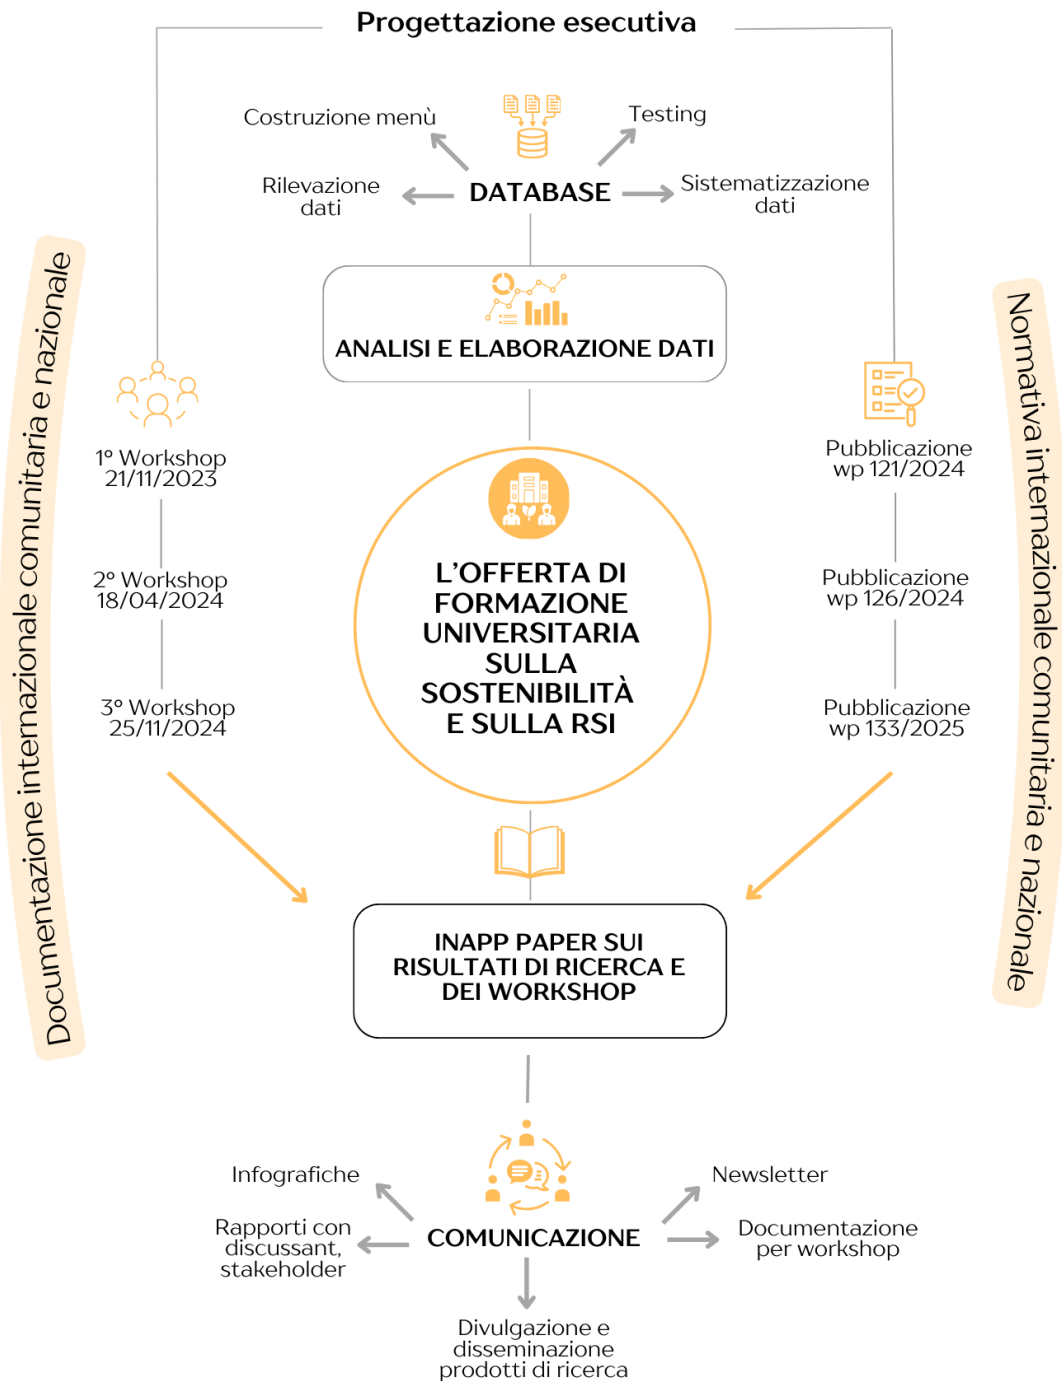 Progettazione esecutiva
Costruzione menù
Testing
Rilevazione
dati
DATABASE
Sistematizzazione
dati
ANALISI E ELABORAZIONE DATI
Documentazione internazionale comunitaria e nazionale
Normativa internazionale comunitaria e nazionale
1° Workshop
21/11/2023
2° Workshop
18/04/2024
3° Workshop
25/11/2024
L'OFFERTA DI
FORMAZIONE
UNIVERSITARIA
SULLA
SOSTENIBILITÀ
E SULLA RSI
Pubblicazione
wp 121/2024
Pubblicazione
wp 126/2024
Pubblicazione
wp 133/2025
INAPP PAPER SUI
RISULTATI DI RICERCA E
DEI WORKSHOP
Infografiche
Newsletter
Rapporti con
discussant,
stakeholder
COMUNICAZIONE
Documentazione
per workshop
Divulgazione e
disseminazione
prodotti di ricerca